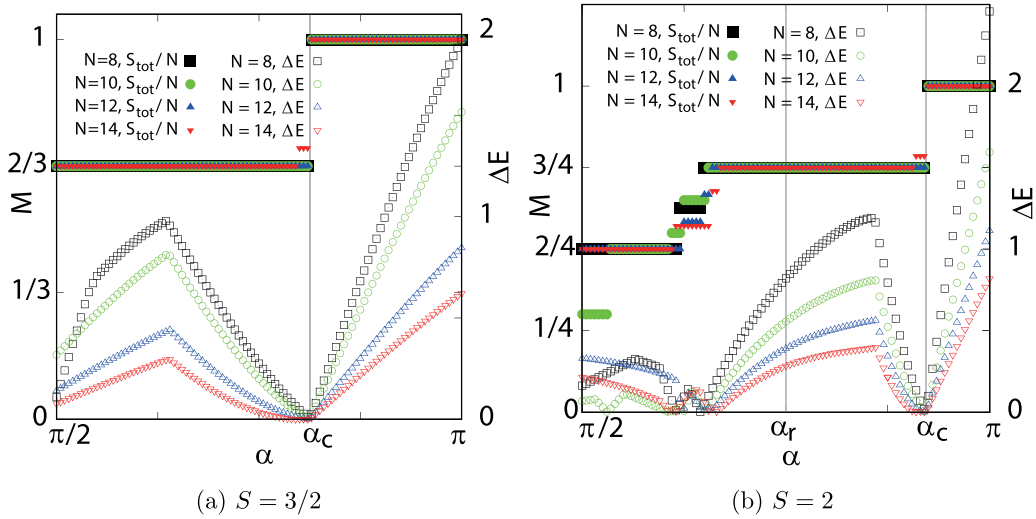 1
2/3
M
1/3
0
N=8, S_tot/N
N=10, S_tot/N
N=12, S_tot/N
N=14, S_tot/N
N = 8, ΔE
N = 10, ΔE
N = 12, ΔE
N = 14, ΔE
2
ΔE
1
0
π/2
α_c
π
α
(a) S = 3/2
1
3/4
M
2/4
1/4
0
N = 8, S_tot/N
N = 10, S_tot/N
N = 12, S_tot/N
N = 14, S_tot/N
N = 8, ΔE
N = 10, ΔE
N = 12, ΔE
N = 14, ΔE
2
ΔE
1
0
π/2
α_r
α_c
π
α
(b) S = 2